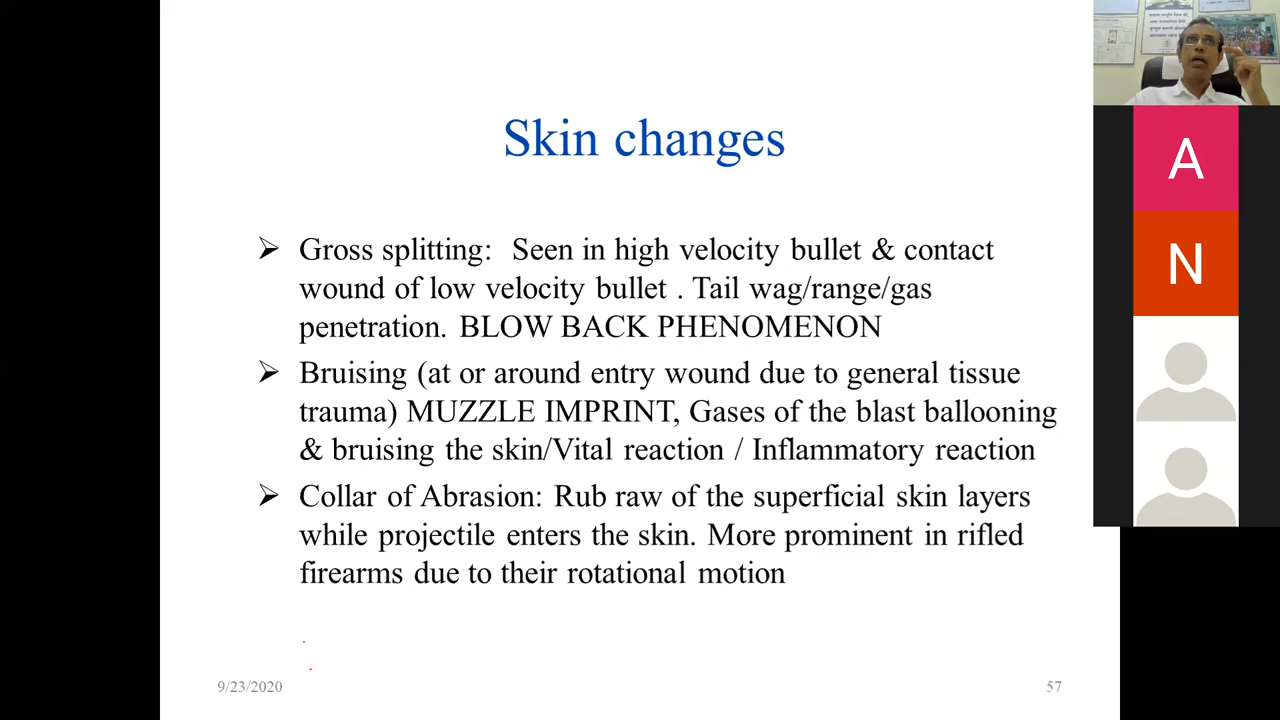 Skin changes
➢ Gross splitting: Seen in high velocity bullet & contact
wound of low velocity bullet . Tail wag/range/gas
penetration. BLOW BACK PHENOMENON
➢ Bruising (at or around entry wound due to general tissue
trauma) MUZZLE IMPRINT, Gases of the blast ballooning
& bruising the skin/Vital reaction / Inflammatory reaction
➢ Collar of Abrasion: Rub raw of the superficial skin layers
while projectile enters the skin. More prominent in rifled
firearms due to their rotational motion
9/23/2020
57
A
N